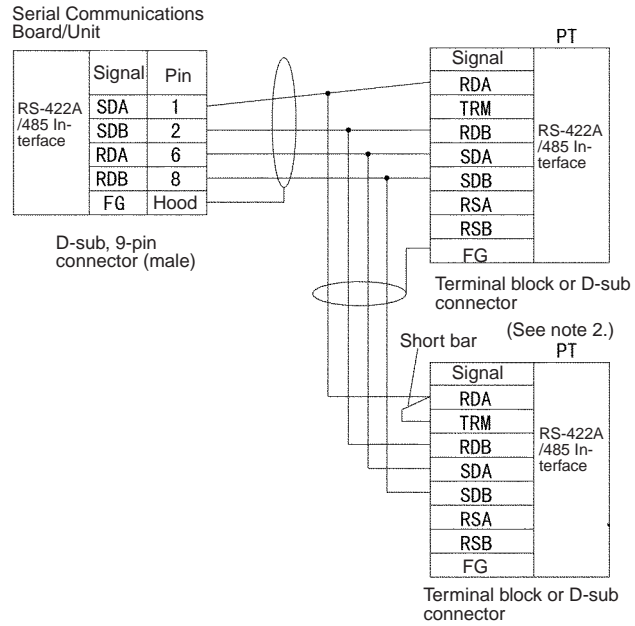 Serial Communications
Board/Unit
Signal Pin
RS-422A
/485 In-
terface
SDA 1
SDB 2
RDA 6
RDB 8
FG Hood
D-sub, 9-pin
connector (male)
PT
Signal
RDA
TRM
RDB
SDA
SDB
RSA
RSB
FG
RS-422A
/485 In-
terface
Terminal block or D-sub
connector
(See note 2.)
Short bar
PT
Signal
RDA
TRM
RDB
SDA
SDB
RSA
RSB
FG
RS-422A
/485 In-
terface
Terminal block or D-sub
connector